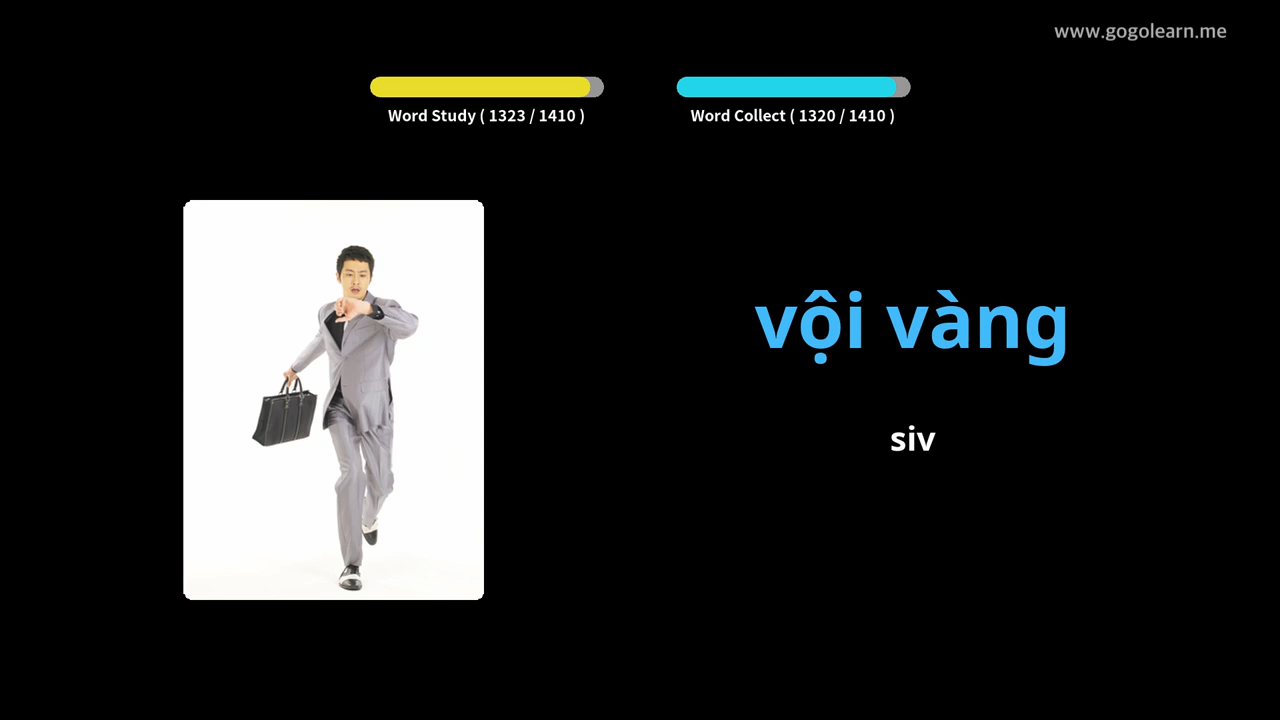 www.gogolearn.me
Word Study ( 1323 / 1410 )
Word Collect ( 1320 / 1410 )
vội vàng
siv